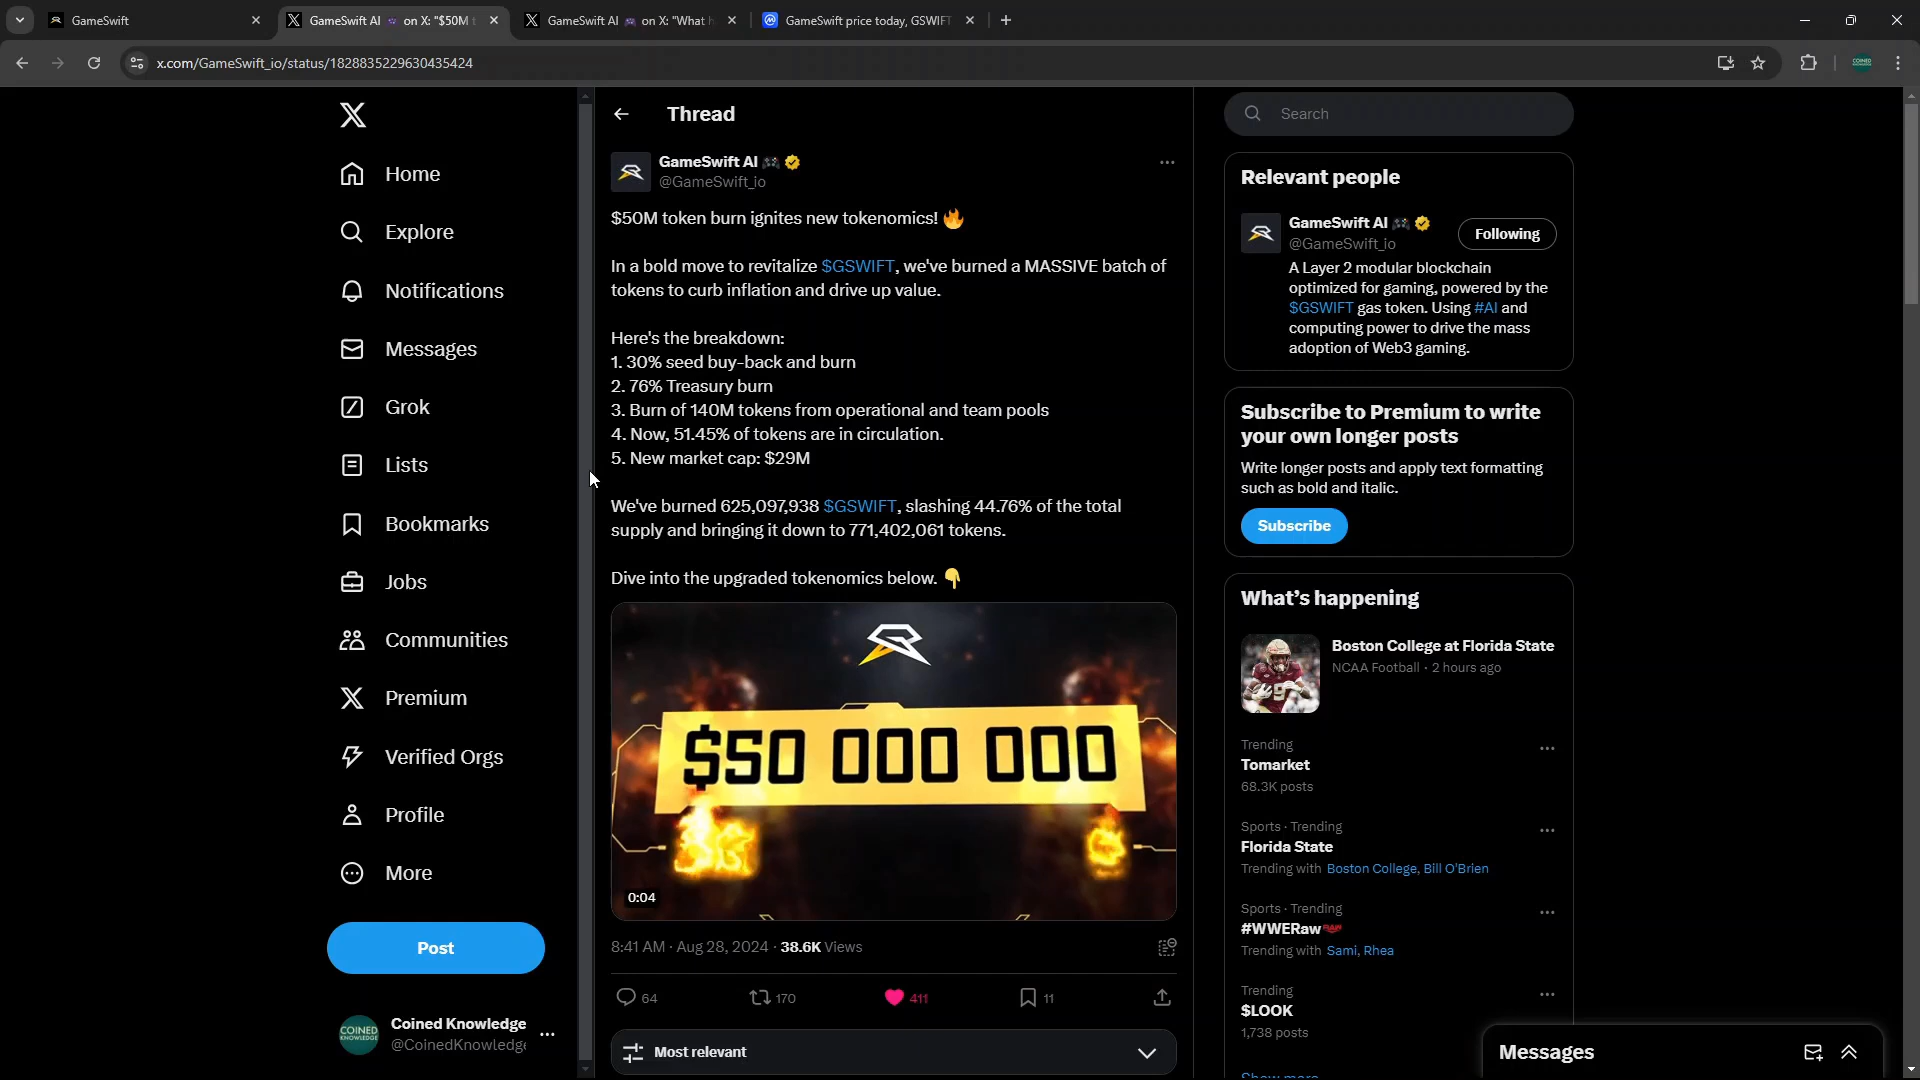 GameSwift
GameSwift AI 🎮 on X: "$50M t
GameSwift AI 🎮 on X: "What h
GameSwift price today, GSWIFT
x.com/GameSwift_io/status/1828835229630435424
Home
Explore
Notifications
Messages
Grok
Lists
Bookmarks
Jobs
Communities
Premium
Verified Orgs
Profile
More
Post
COINED
KNOWLEDGE
Coined Knowledge
@CoinedKnowledge
Thread
GameSwift AI 🎮
@GameSwift_io
$50M token burn ignites new tokenomics! 🔥
In a bold move to revitalize $GSWIFT, we've burned a MASSIVE batch of
tokens to curb inflation and drive up value.
Here's the breakdown:
1. 30% seed buy-back and burn
2. 76% Treasury burn
3. Burn of 140M tokens from operational and team pools
4. Now, 51.45% of tokens are in circulation.
5. New market cap: $29M
We've burned 625,097,938 $GSWIFT, slashing 44.76% of the total
supply and bringing it down to 771,402,061 tokens.
Dive into the upgraded tokenomics below. 👇
$50 000 000
0:04
8:41 AM · Aug 28, 2024 · 38.6K Views
64
170
411
11
Most relevant
Search
Relevant people
GameSwift AI 🎮
@GameSwift_io
Following
A Layer 2 modular blockchain
optimized for gaming, powered by the
$GSWIFT gas token. Using #AI and
computing power to drive the mass
adoption of Web3 gaming.
Subscribe to Premium to write
your own longer posts
Write longer posts and apply text formatting
such as bold and italic.
Subscribe
What's happening
Boston College at Florida State
NCAA Football · 2 hours ago
Trending
Tomarket
68.3K posts
Sports · Trending
Florida State
Trending with Boston College, Bill O'Brien
Sports · Trending
#WWERaw
Trending with Sami, Rhea
Trending
$LOOK
1,738 posts
Show more
Messages